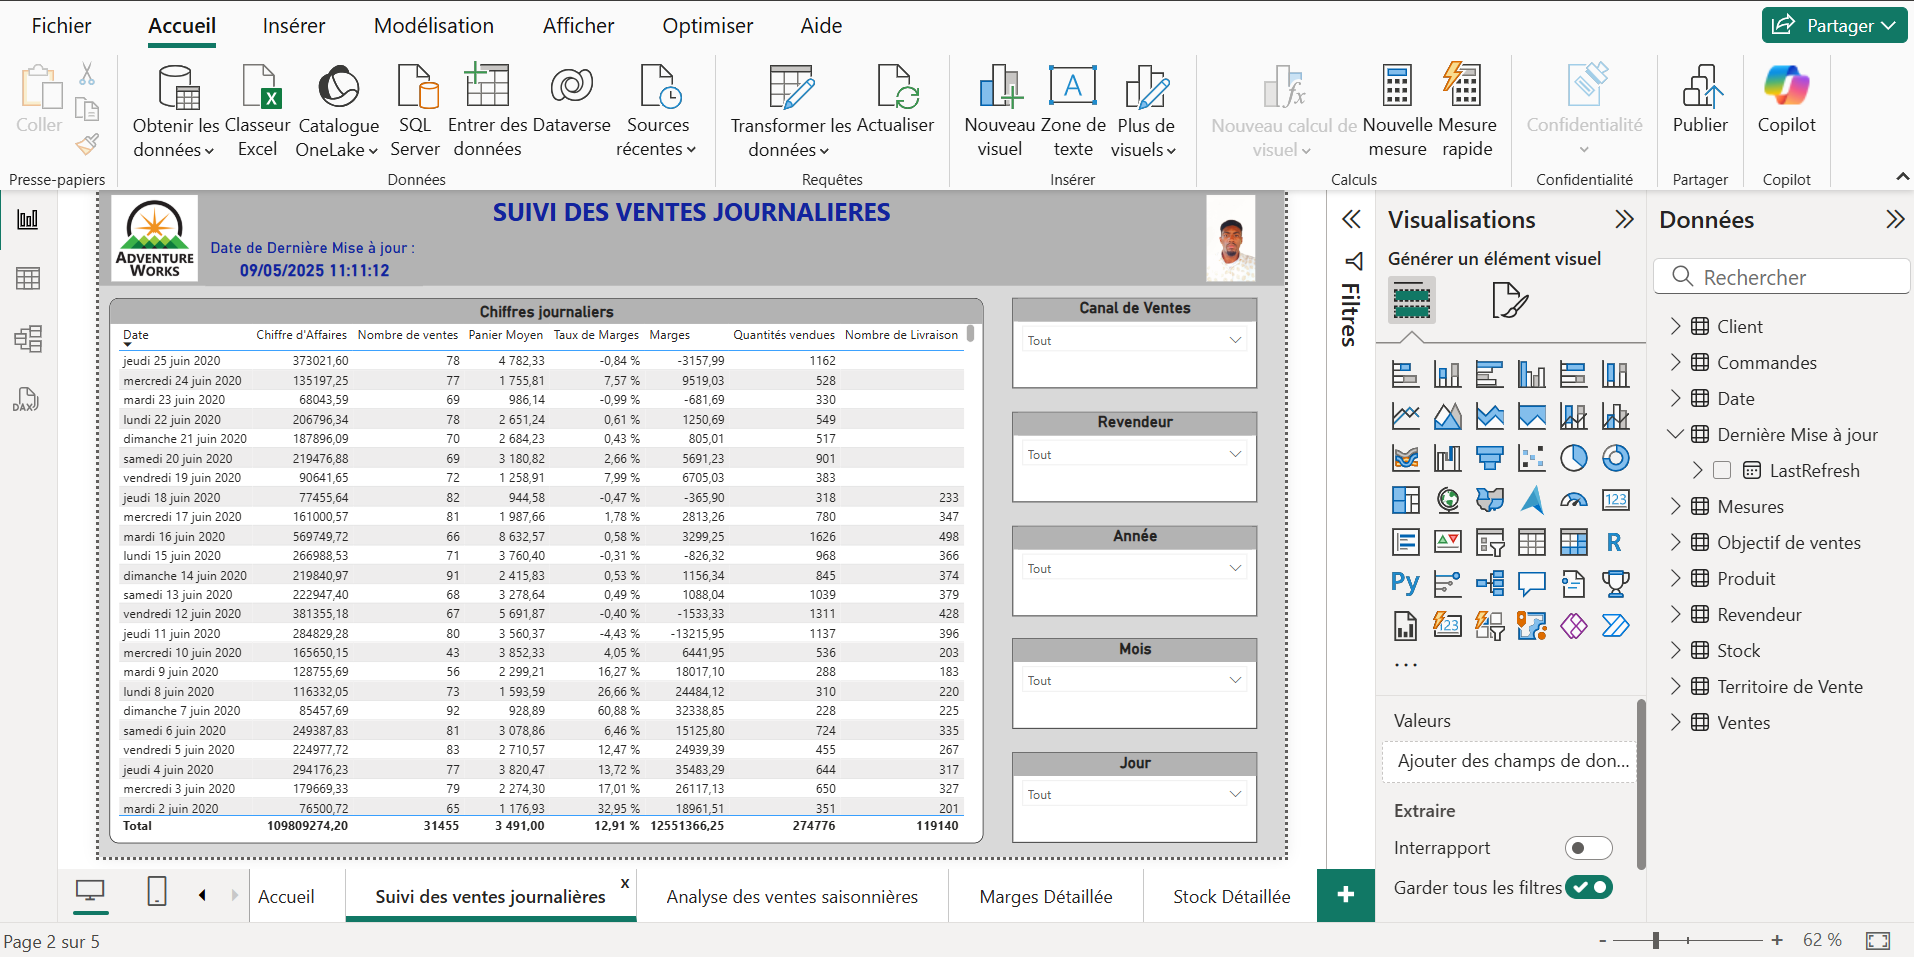 Fichier Accueil Insérer Modélisation Afficher Optimiser Aide Partager
Coller
Presse-papiers
Obtenir les données
Classeur Excel
Catalogue OneLake
SQL Server
Entrer des données
Dataverse
Sources récentes
Données
Transformer les données
Actualiser
Requêtes
Nouveau visuel
Zone de texte
Plus de visuels
Insérer
Nouveau calcul de visuel
Nouvelle mesure
Mesure rapide
Calculs
Confidentialité
Confidentialité
Publier
Partager
Copilot
Copilot
ADVENTURE
WORKS
SUIVI DES VENTES JOURNALIERES
Date de Dernière Mise à jour :
09/05/2025 11:11:12
Chiffres journaliers
Date Chiffre d'Affaires Nombre de ventes Panier Moyen Taux de Marges Marges Quantités vendues Nombre de Livraison
jeudi 25 juin 2020 373021,60 78 4 782,33 -0,84 % -3157,99 1162
mercredi 24 juin 2020 135197,25 77 1 755,81 7,57 % 9519,03 528
mardi 23 juin 2020 68043,59 69 986,14 -0,99 % -681,69 330
lundi 22 juin 2020 206796,34 78 2 651,24 0,61 % 1250,69 549
dimanche 21 juin 2020 187896,09 70 2 684,23 0,43 % 805,01 517
samedi 20 juin 2020 219476,88 69 3 180,82 2,66 % 5691,23 901
vendredi 19 juin 2020 90641,65 72 1 258,91 7,99 % 6705,03 383
jeudi 18 juin 2020 77455,64 82 944,58 -0,47 % -365,90 318 233
mercredi 17 juin 2020 161000,57 81 1 987,66 1,78 % 2813,26 780 347
mardi 16 juin 2020 569749,72 66 8 632,57 0,58 % 3299,25 1626 498
lundi 15 juin 2020 266988,53 71 3 760,40 -0,31 % -826,32 968 366
dimanche 14 juin 2020 219840,97 91 2 415,83 0,53 % 1156,34 845 374
samedi 13 juin 2020 222947,40 68 3 278,64 0,49 % 1088,04 1039 379
vendredi 12 juin 2020 381355,18 67 5 691,87 -0,40 % -1533,33 1311 428
jeudi 11 juin 2020 284829,28 80 3 560,37 -4,43 % -13215,95 1137 396
mercredi 10 juin 2020 165650,15 43 3 852,33 4,05 % 6441,95 536 203
mardi 9 juin 2020 128755,69 56 2 299,21 16,27 % 18017,10 288 183
lundi 8 juin 2020 116332,05 73 1 593,59 26,66 % 24484,12 310 220
dimanche 7 juin 2020 85457,69 92 928,89 60,88 % 32338,85 228 225
samedi 6 juin 2020 249387,83 81 3 078,86 6,46 % 15125,80 724 335
vendredi 5 juin 2020 224977,72 83 2 710,57 12,47 % 24939,39 455 267
jeudi 4 juin 2020 294176,23 77 3 820,47 13,72 % 35483,29 644 317
mercredi 3 juin 2020 179669,33 79 2 274,30 17,01 % 26117,13 650 327
mardi 2 juin 2020 76500,72 65 1 176,93 32,95 % 18961,51 351 201
Total 109809274,20 31455 3 491,00 12,91 % 12551366,25 274776 119140
Canal de Ventes
Tout
Revendeur
Tout
Année
Tout
Mois
Tout
Jour
Tout
Filtres
Visualisations
Générer un élément visuel
123
R
Py
123
...
Valeurs
Ajouter des champs de don...
Extraire
Interrapport
Garder tous les filtres
Données
Rechercher
Client
Commandes
Date
Dernière Mise à jour
LastRefresh
Mesures
Objectif de ventes
Produit
Revendeur
Stock
Territoire de Vente
Ventes
DAX
Accueil Suivi des ventes journalières x Analyse des ventes saisonnières Marges Détaillée Stock Détaillée +
Page 2 sur 5 - + 62 %